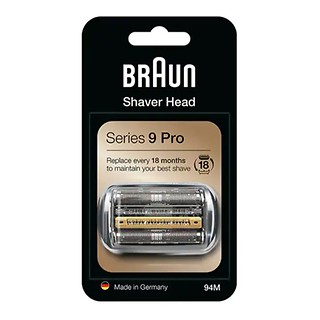 BRAUN
Shaver Head
Series 9 Pro
Replace every 18 months
to maintain your best shave
18
Made in Germany
94M